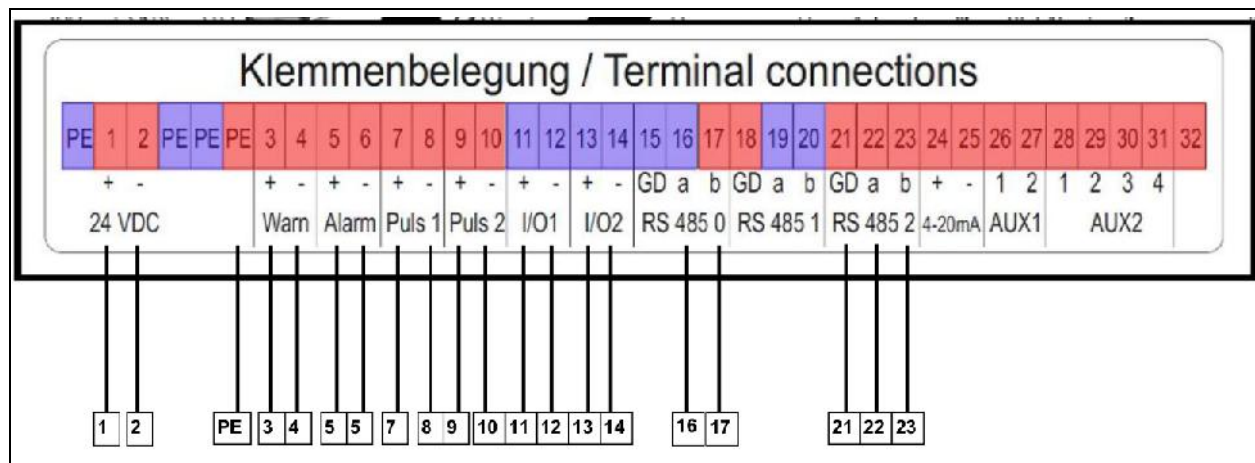 Klemmenbelegung / Terminal connections
PE 1 2 PE PE PE 3 4 5 6 7 8 9 10 11 12 13 14 15 16 17 18 19 20 21 22 23 24 25 26 27 28 29 30 31 32
+ - + - + - + - + - + - + - GD a b GD a b GD a b + - 1 2 1 2 3 4
24 VDC Warn Alarm Puls 1 Puls 2 I/O1 I/O2 RS 485 0 RS 485 1 RS 485 2 4-20mA AUX1 AUX2
1 2 PE 3 4 5 5 7 8 9 10 11 12 13 14 16 17 21 22 23